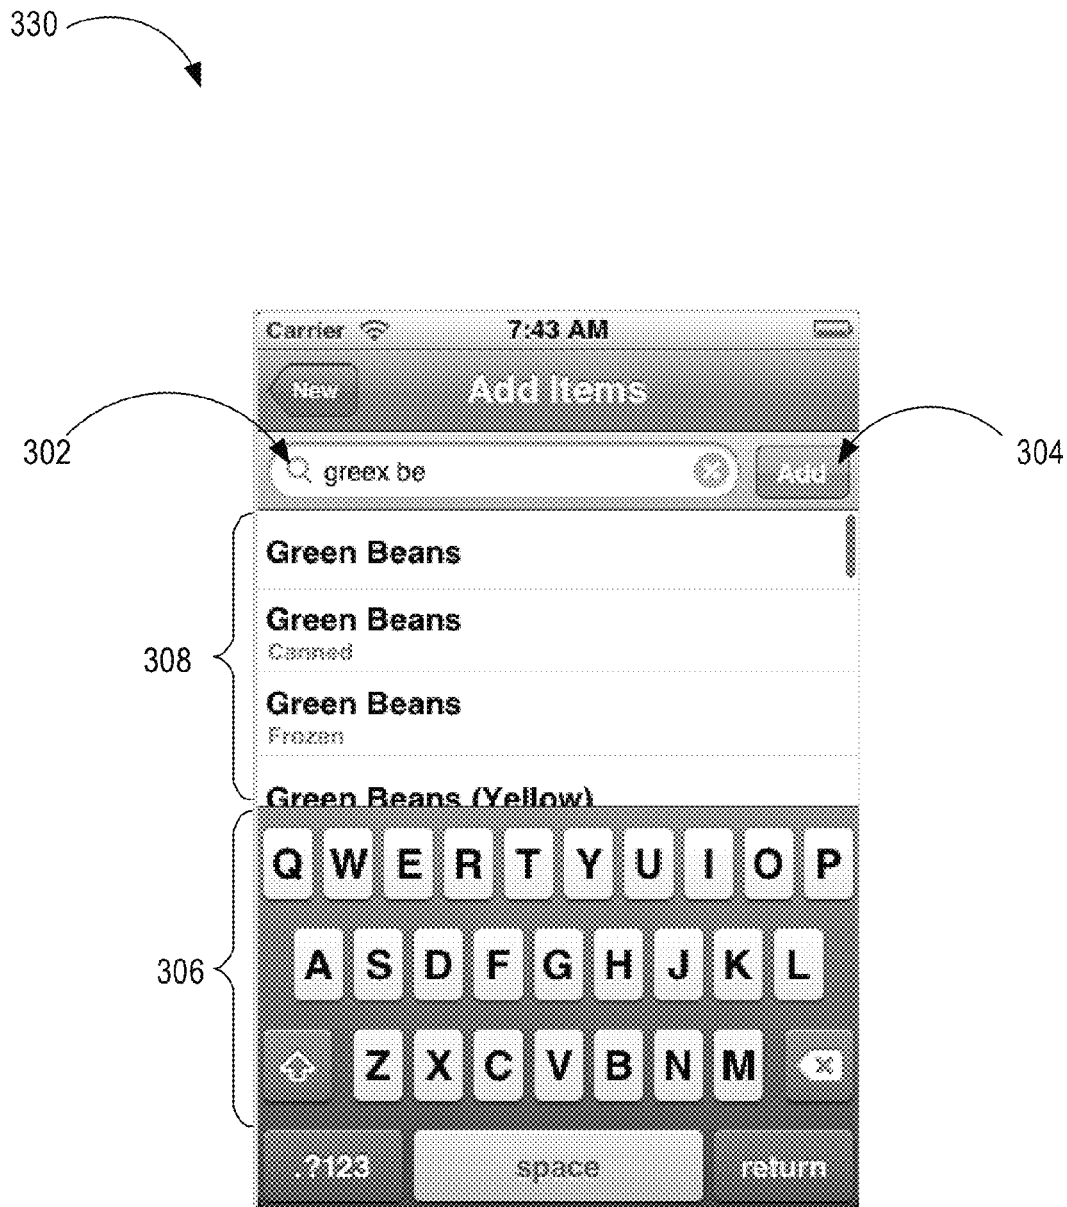 330
Carrier 7:43 AM
New Add Items
302
greex be
Add
304
Green Beans
Green Beans
Canned
308
Green Beans
Frozen
Green Beans (Yellow)
Q W E R T Y U I O P
306
A S D F G H J K L
Z X C V B N M
.?123 space return